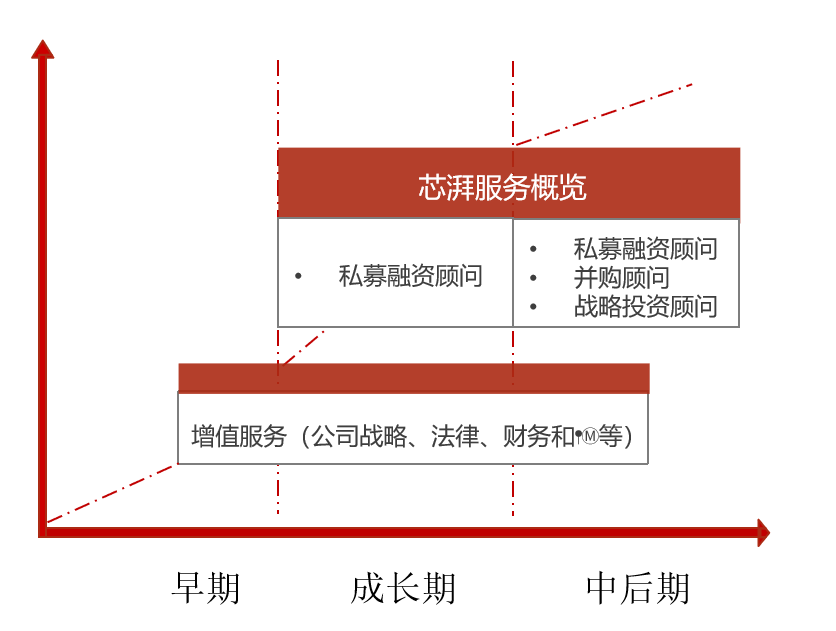 芯湃服务概览
• 私募融资顾问
• 私募融资顾问
• 并购顾问
• 战略投资顾问
增值服务（公司战略、法律、财务和•Ⓜ等）
早期 成长期 中后期